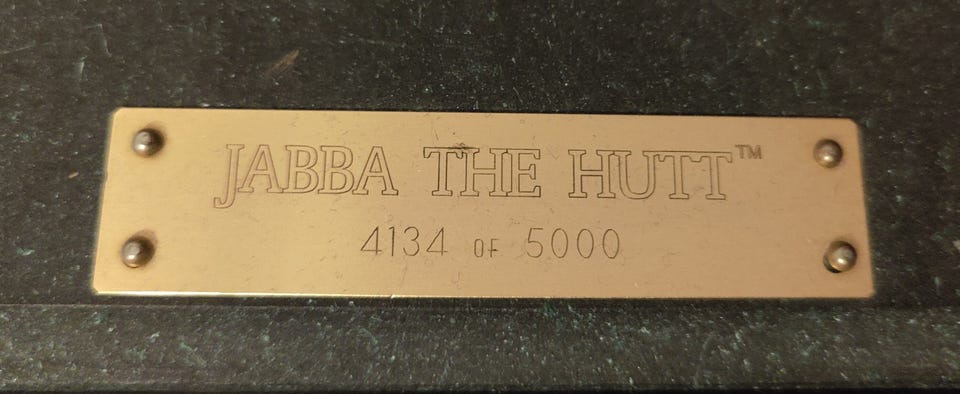 JABBA THE HUTT™
4134 OF 5000